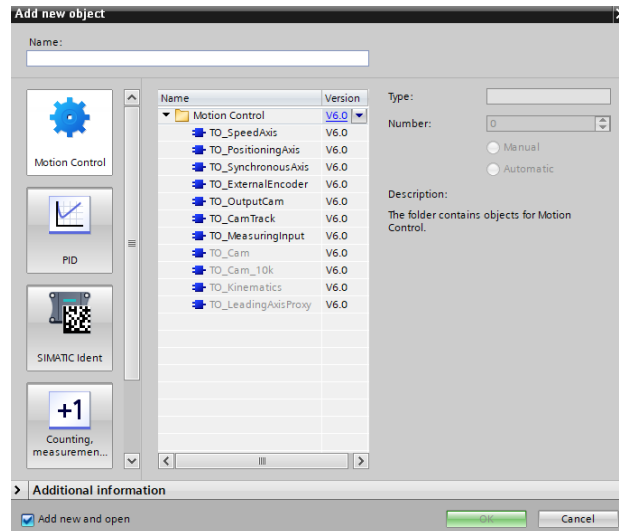 Add new object
Name:
Motion Control
PID
SIMATIC Ident
+1
Counting,
measuremen...
Name Version
Motion Control V6.0
TO_SpeedAxis V6.0
TO_PositioningAxis V6.0
TO_SynchronousAxis V6.0
TO_ExternalEncoder V6.0
TO_OutputCam V6.0
TO_CamTrack V6.0
TO_MeasuringInput V6.0
TO_Cam V6.0
TO_Cam_10k V6.0
TO_Kinematics V6.0
TO_LeadingAxisProxy V6.0
Type:
Number: 0
Manual
Automatic
Description:
The folder contains objects for Motion
Control.
Additional information
Add new and open
OK Cancel